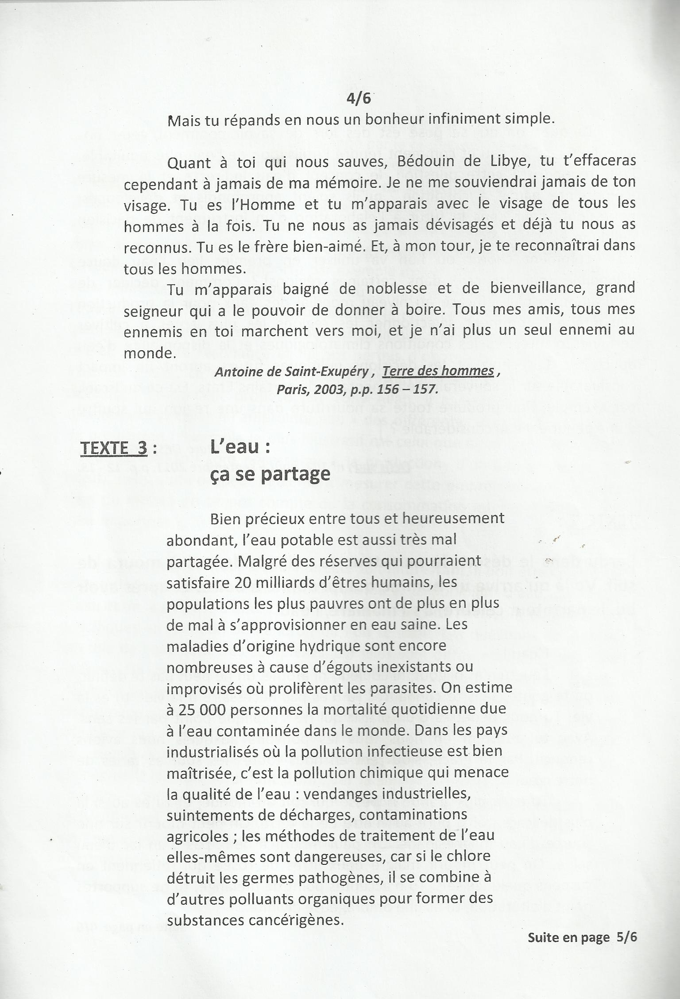 4/6
Mais tu répands en nous un bonheur infiniment simple.
Quant à toi qui nous sauves, Bédouin de Libye, tu t'effaceras
cependant à jamais de ma mémoire. Je ne me souviendrai jamais de ton
visage. Tu es l'Homme et tu m'apparais avec le visage de tous les
hommes à la fois. Tu ne nous as jamais dévisagés et déjà tu nous as
reconnus. Tu es le frère bien-aimé. Et, à mon tour, je te reconnaîtrai dans
tous les hommes.
Tu m'apparais baigné de noblesse et de bienveillance, grand
seigneur qui a le pouvoir de donner à boire. Tous mes amis, tous mes
ennemis en toi marchent vers moi, et je n'ai plus un seul ennemi au
monde.
Antoine de Saint-Exupéry, Terre des hommes,
Paris, 2003, p.p. 156 – 157.
TEXTE 3 : L'eau :
ça se partage
Bien précieux entre tous et heureusement
abondant, l'eau potable est aussi très mal
partagée. Malgré des réserves qui pourraient
satisfaire 20 milliards d'êtres humains, les
populations les plus pauvres ont de plus en plus
de mal à s'approvisionner en eau saine. Les
maladies d'origine hydrique sont encore
nombreuses à cause d'égouts inexistants ou
improvisés où prolifèrent les parasites. On estime
à 25 000 personnes la mortalité quotidienne due
à l'eau contaminée dans le monde. Dans les pays
industrialisés où la pollution infectieuse est bien
maîtrisée, c'est la pollution chimique qui menace
la qualité de l'eau : vendanges industrielles,
suintements de décharges, contaminations
agricoles ; les méthodes de traitement de l'eau
elles-mêmes sont dangereuses, car si le chlore
détruit les germes pathogènes, il se combine à
d'autres polluants organiques pour former des
substances cancérigènes.
Suite en page 5/6